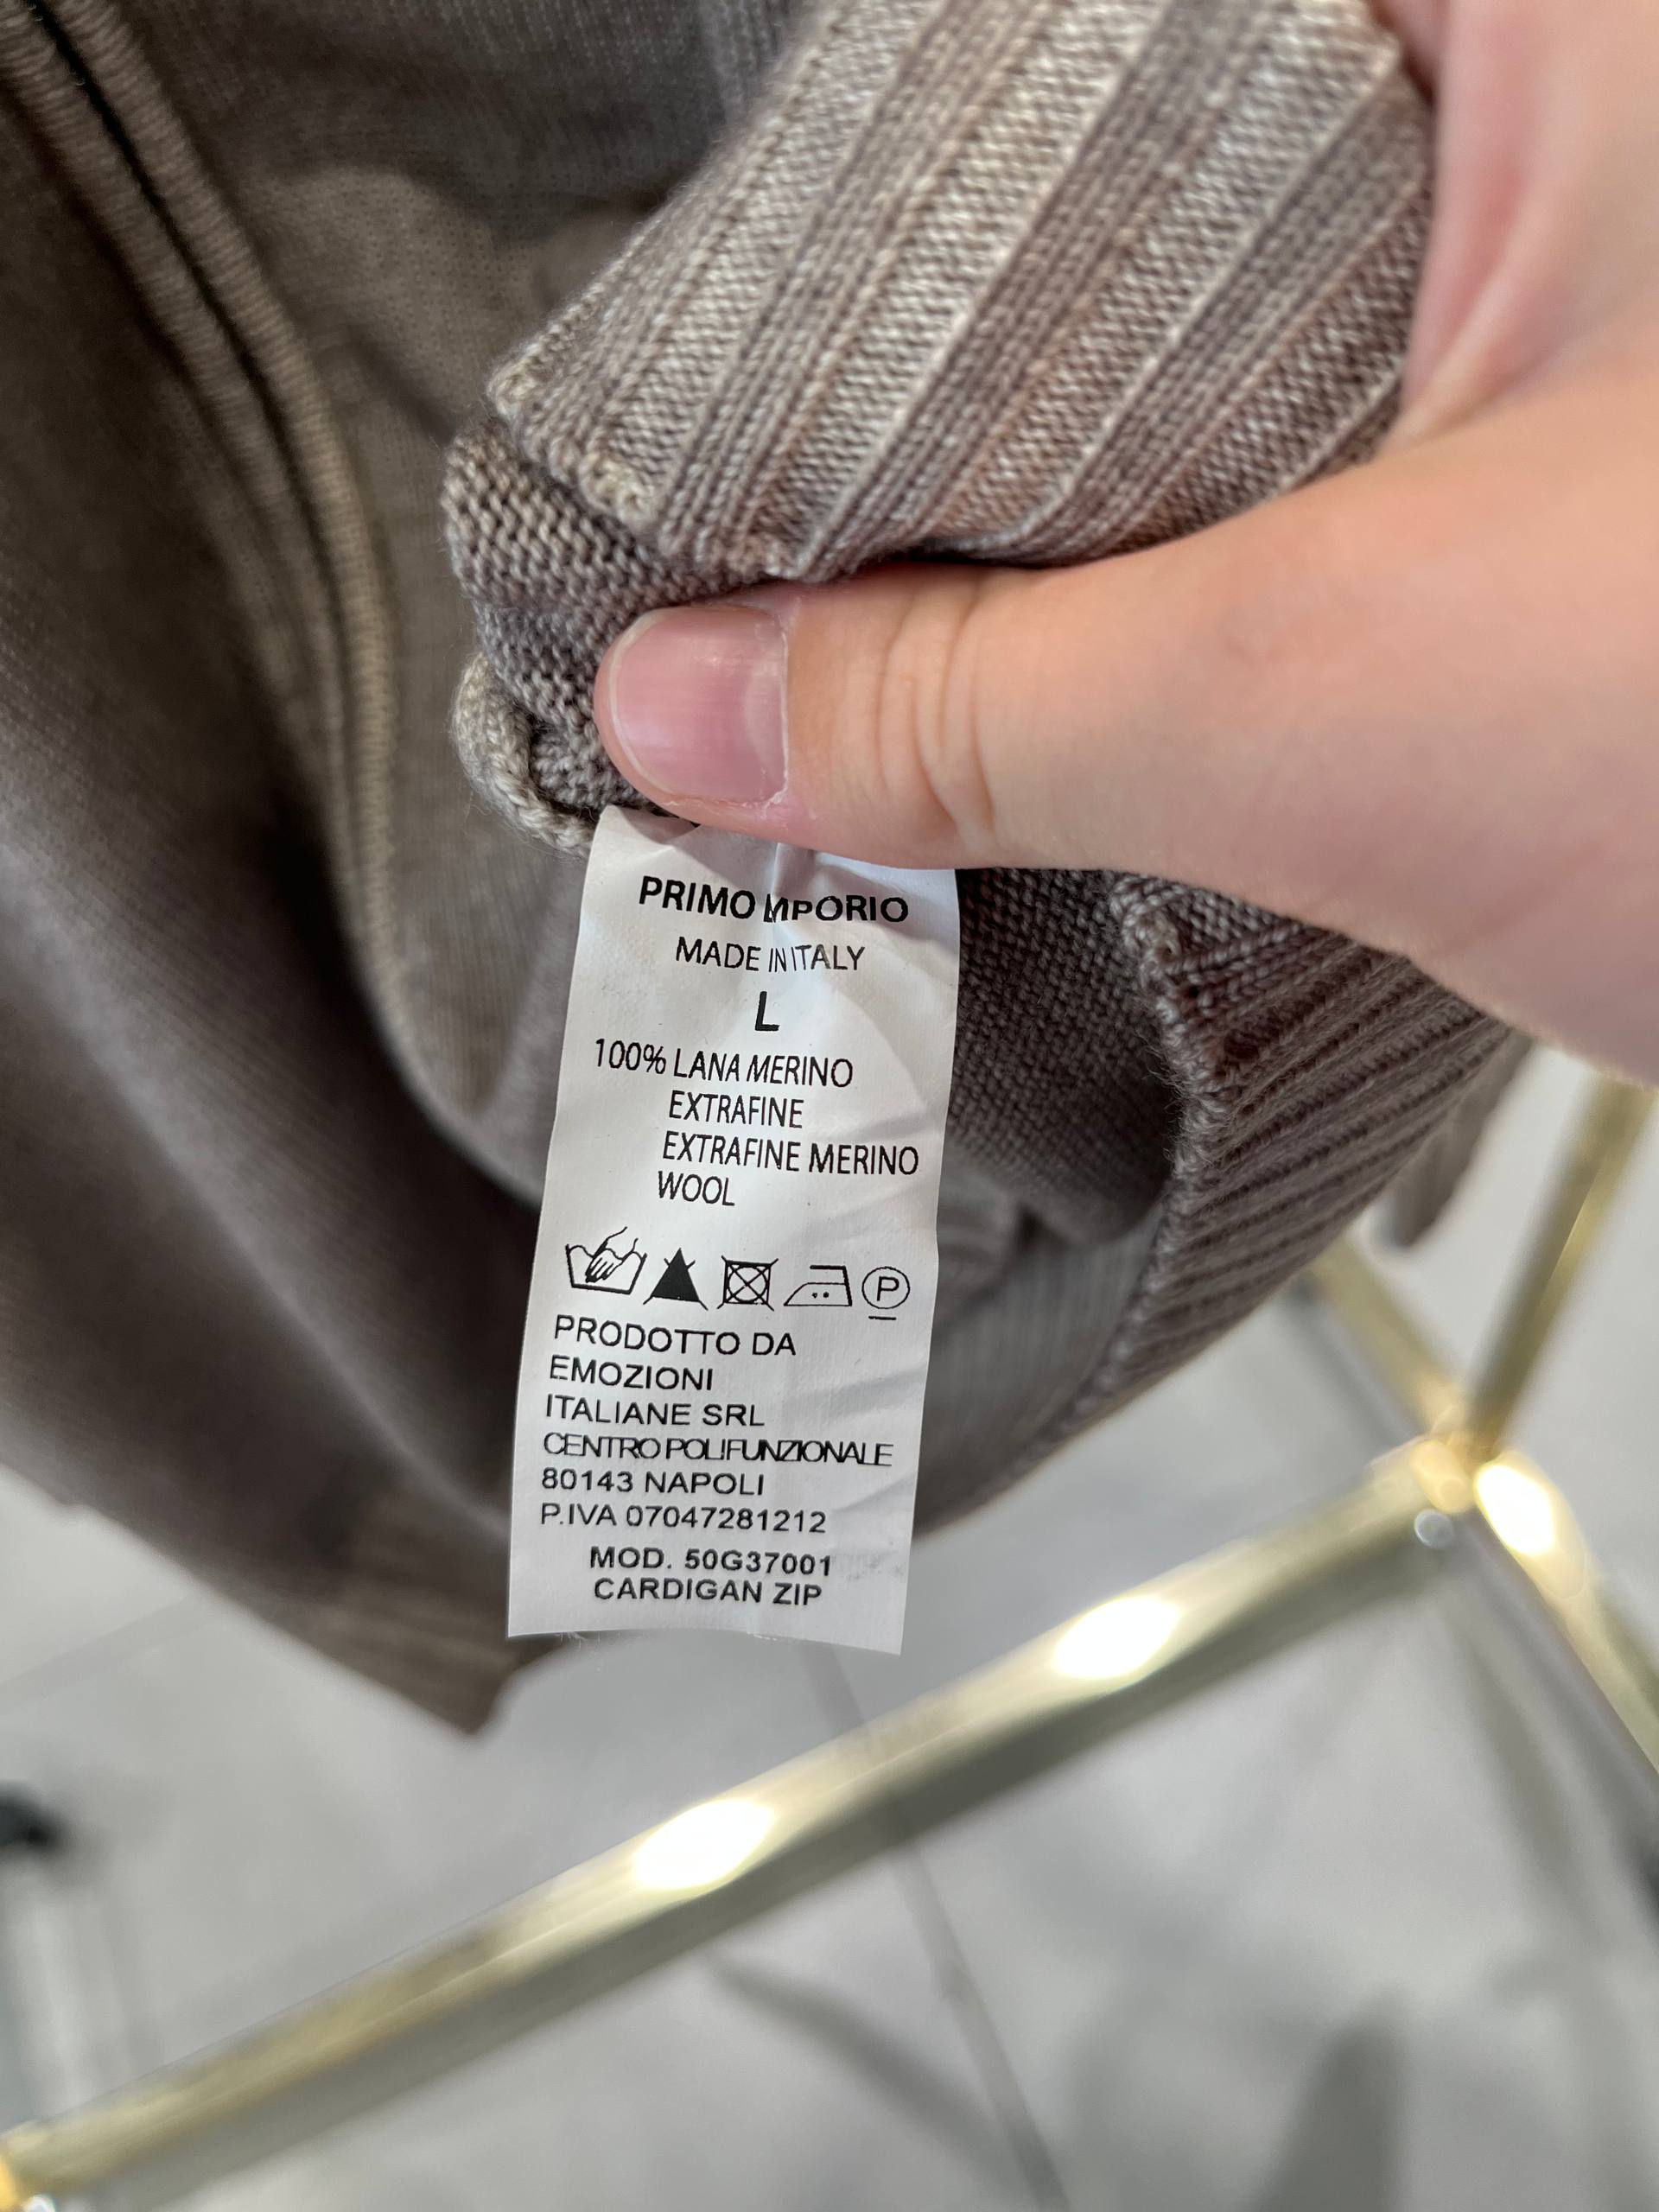 PRIMO MPORIO
MADE IN ITALY
L
100% LANA MERINO
EXTRAFINE
EXTRAFINE MERINO
WOOL
P
PRODOTTO DA
EMOZIONI
ITALIANE SRL
CENTRO POLIFUNZIONALE
80143 NAPOLI
P.IVA 07047281212
MOD. 50G37001
CARDIGAN ZIP